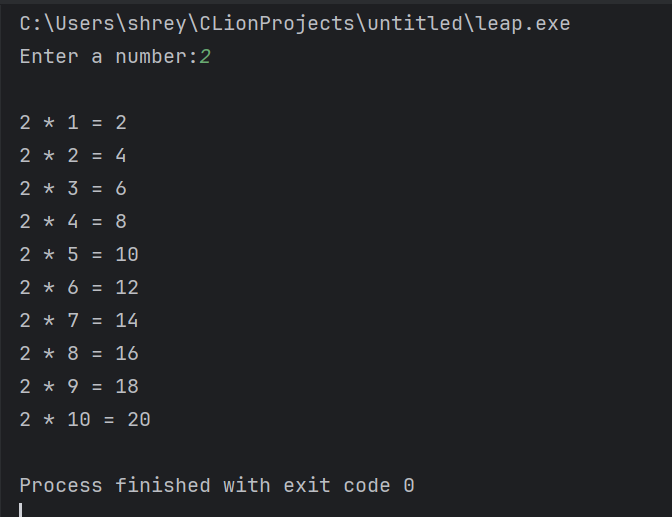 C:\Users\shrey\CLionProjects\untitled\leap.exe
Enter a number:2
2 * 1 = 2
2 * 2 = 4
2 * 3 = 6
2 * 4 = 8
2 * 5 = 10
2 * 6 = 12
2 * 7 = 14
2 * 8 = 16
2 * 9 = 18
2 * 10 = 20
Process finished with exit code 0